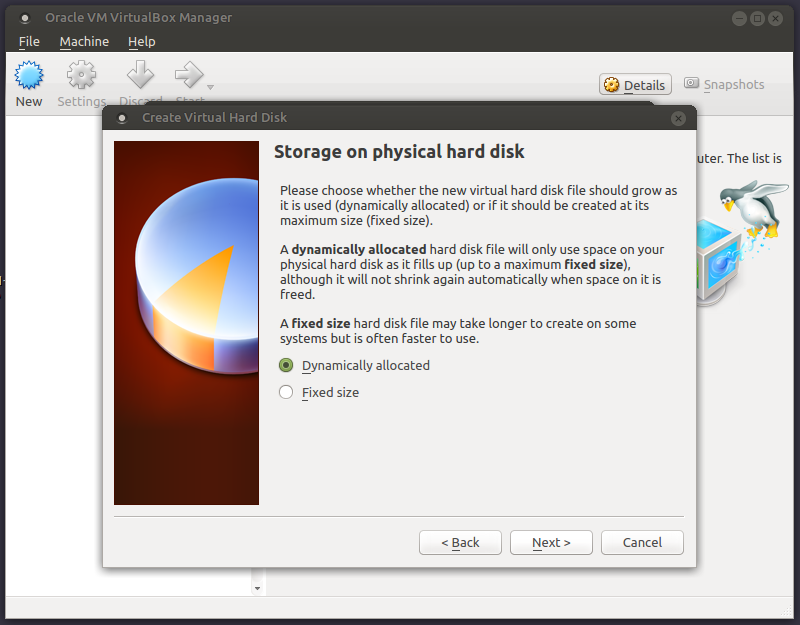 Oracle VM VirtualBox Manager
File Machine Help
New Settings Discard Start
Details Snapshots
Create Virtual Hard Disk
uter. The list is
Storage on physical hard disk
Please choose whether the new virtual hard disk file should grow as
it is used (dynamically allocated) or if it should be created at its
maximum size (fixed size).
A dynamically allocated hard disk file will only use space on your
physical hard disk as it fills up (up to a maximum fixed size),
although it will not shrink again automatically when space on it is
freed.
A fixed size hard disk file may take longer to create on some
systems but is often faster to use.
Dynamically allocated
Fixed size
< Back Next > Cancel